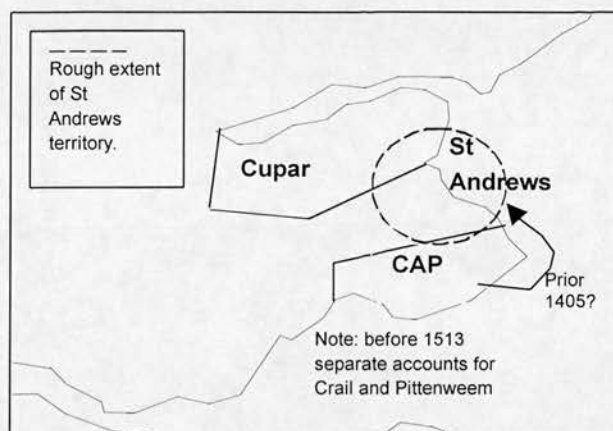 Rough extent
of St
Andrews
territory.
Cupar
St
Andrews
CAP
Prior
1405?
Note: before 1513
separate accounts for
Crail and Pittenweem